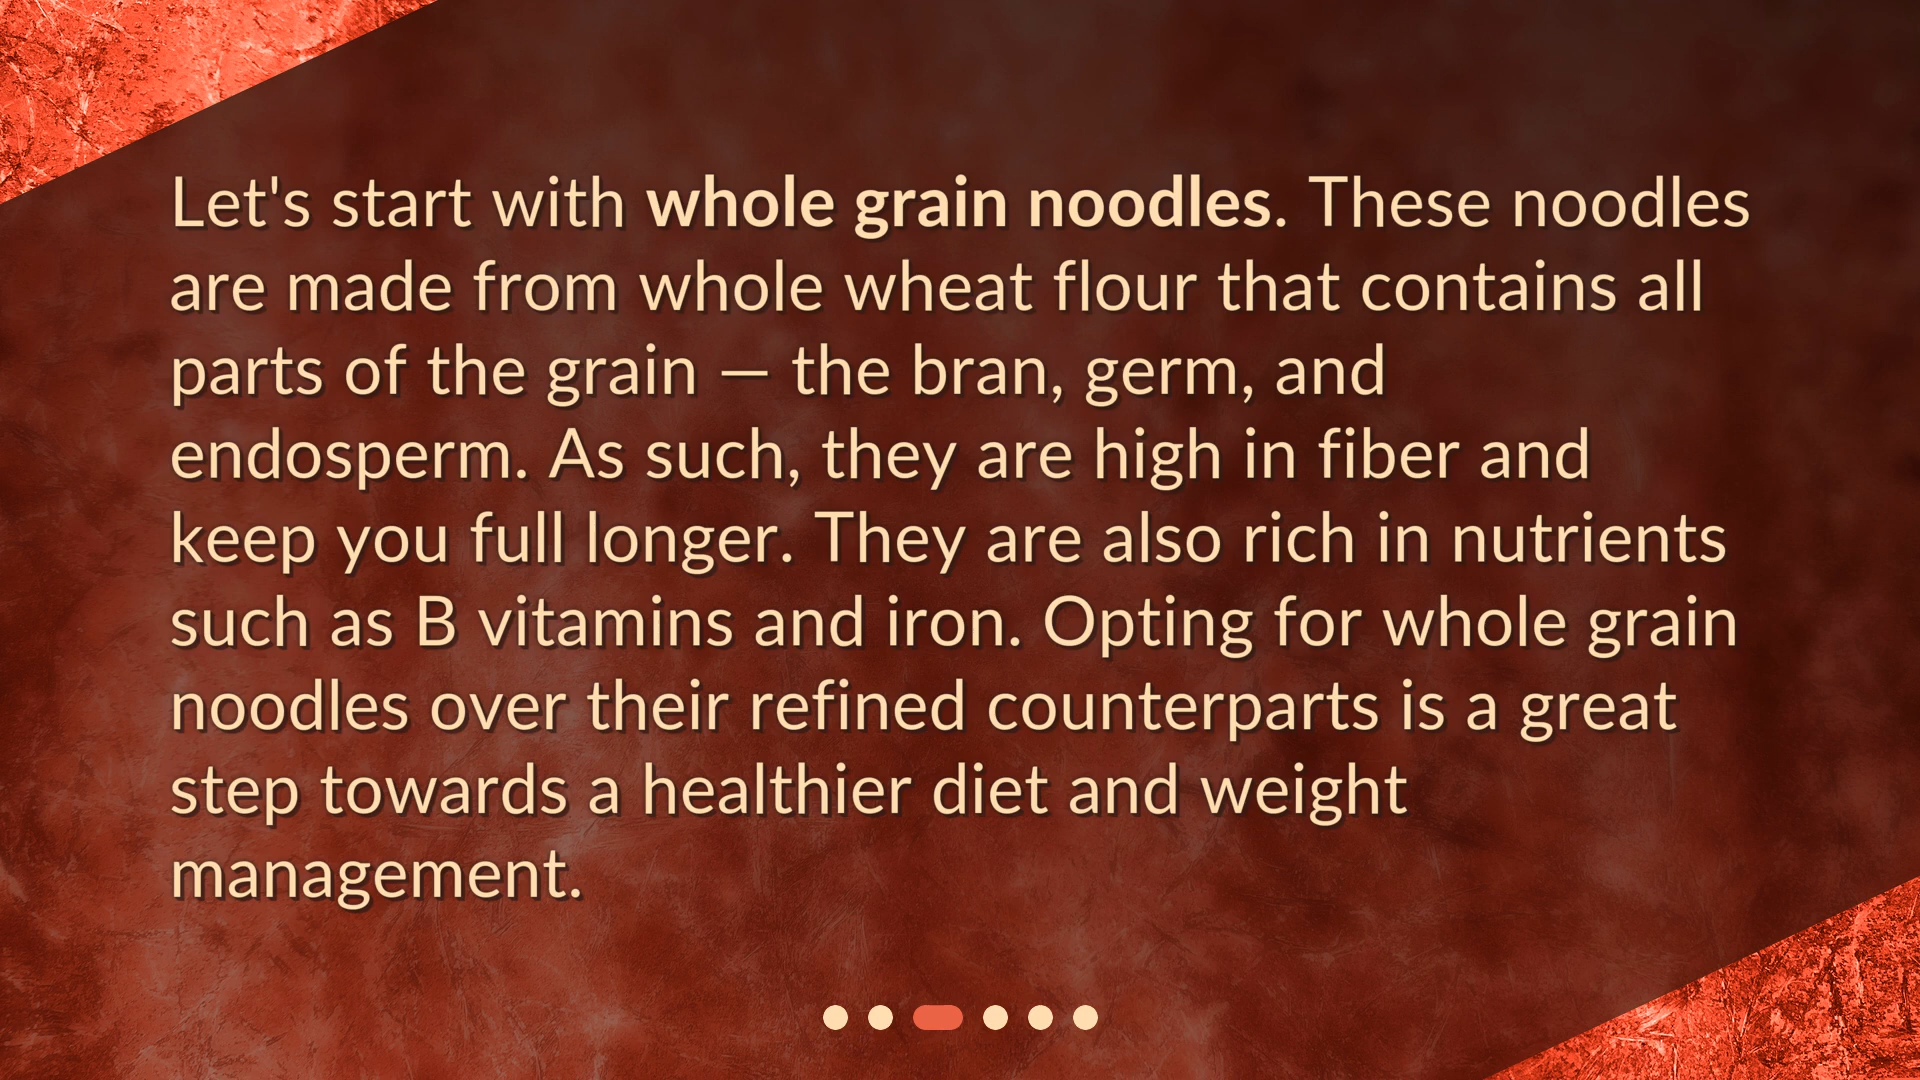 Let's start with whole grain noodles. These noodles
are made from whole wheat flour that contains all
parts of the grain — the bran, germ, and
endosperm. As such, they are high in fiber and
keep you full longer. They are also rich in nutrients
such as B vitamins and iron. Opting for whole grain
noodles over their refined counterparts is a great
step towards a healthier diet and weight
management.